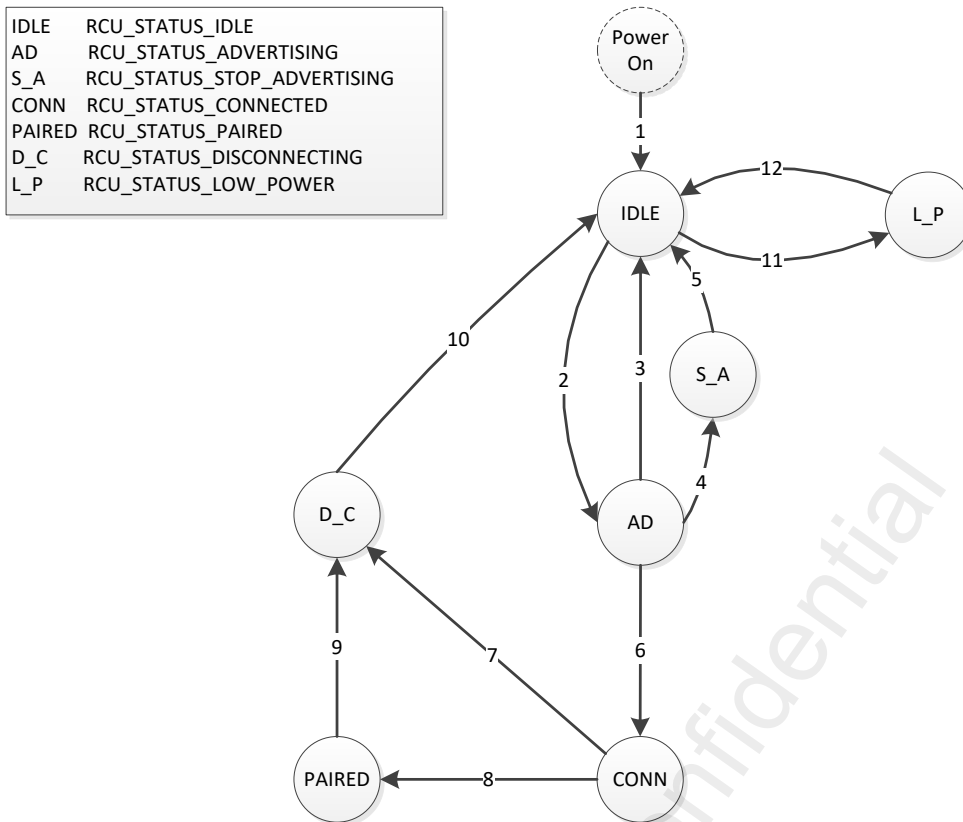 IDLE RCU_STATUS_IDLE
AD RCU_STATUS_ADVERTISING
S_A RCU_STATUS_STOP_ADVERTISING
CONN RCU_STATUS_CONNECTED
PAIRED RCU_STATUS_PAIRED
D_C RCU_STATUS_DISCONNECTING
L_P RCU_STATUS_LOW_POWER
Power
On
1
12
IDLE
L_P
11
5
10
3
S_A
2
4
D_C
AD
9
7
6
PAIRED
8
CONN